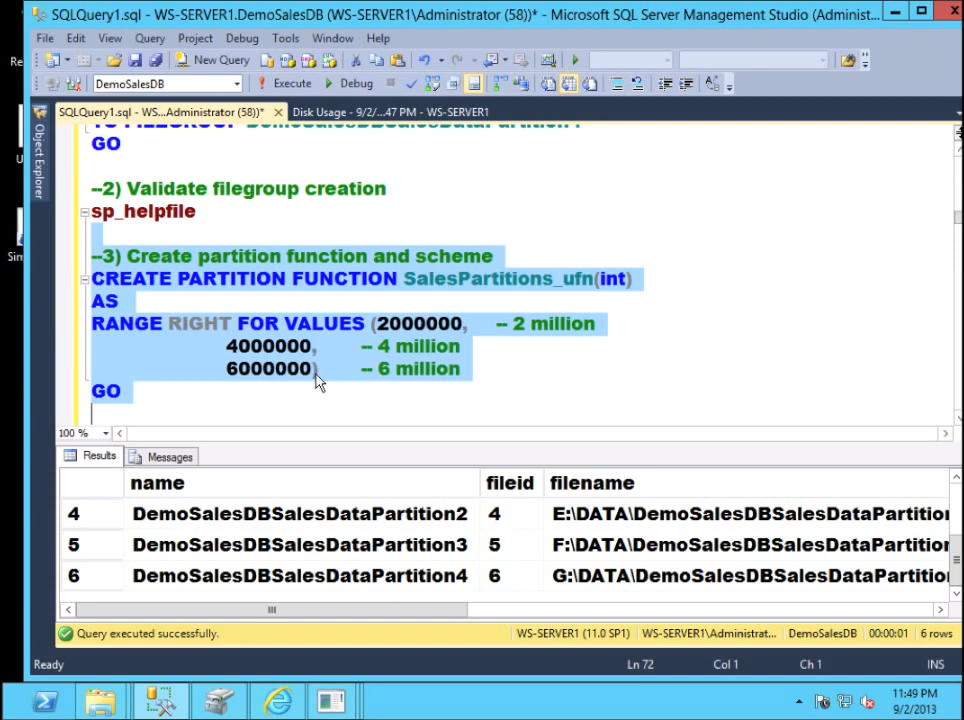 SQLQuery1.sql - WS-SERVER1.DemoSalesDB (WS-SERVER1\Administrator (58))* - Microsoft SQL Server Management Studio (Administ...
File Edit View Query Project Debug Tools Window Help
New Query
DemoSalesDB Execute Debug
SQLQuery1.sql - WS...Administrator (58))* Disk Usage - 9/2/...47 PM - WS-SERVER1
Object Explorer
GO
--2) Validate filegroup creation
sp_helpfile
--3) Create partition function and scheme
CREATE PARTITION FUNCTION SalesPartitions_ufn(int)
AS
RANGE RIGHT FOR VALUES (2000000, -- 2 million
4000000, -- 4 million
6000000) -- 6 million
GO
100 %
Results Messages
name fileid filename
4 DemoSalesDBSalesDataPartition2 4 E:\DATA\DemoSalesDBSalesDataPartitio
5 DemoSalesDBSalesDataPartition3 5 F:\DATA\DemoSalesDBSalesDataPartitio
6 DemoSalesDBSalesDataPartition4 6 G:\DATA\DemoSalesDBSalesDataPartitio
Query executed successfully. WS-SERVER1 (11.0 SP1) WS-SERVER1\Administrat... DemoSalesDB 00:00:01 6 rows
Ready Ln 72 Col 1 Ch 1 INS
11:49 PM
9/2/2013